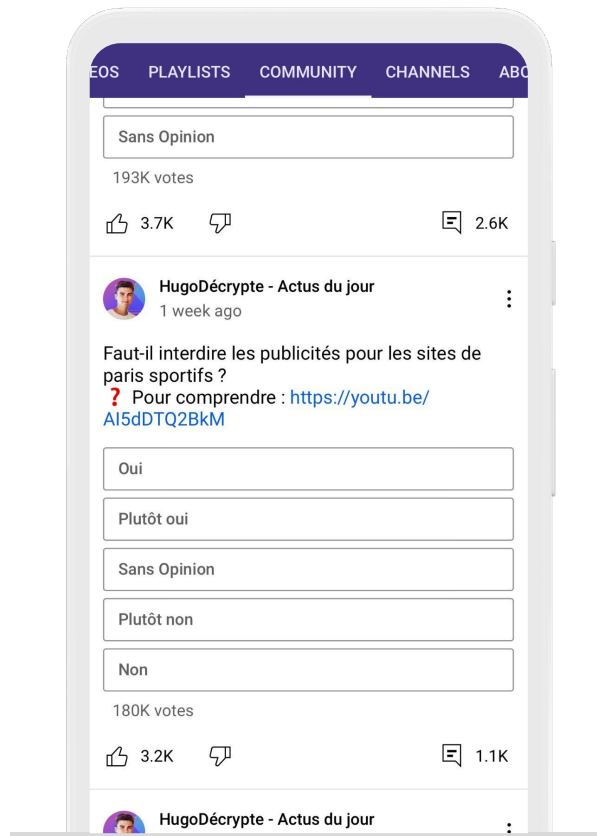 EOS PLAYLISTS COMMUNITY CHANNELS ABC
Sans Opinion
193K votes
3.7K 2.6K
HugoDécrypte - Actus du jour
1 week ago
Faut-il interdire les publicités pour les sites de
paris sportifs ?
❓ Pour comprendre : https://youtu.be/
AI5dDTQ2BkM
Oui
Plutôt oui
Sans Opinion
Plutôt non
Non
180K votes
3.2K 1.1K
HugoDécrypte - Actus du jour